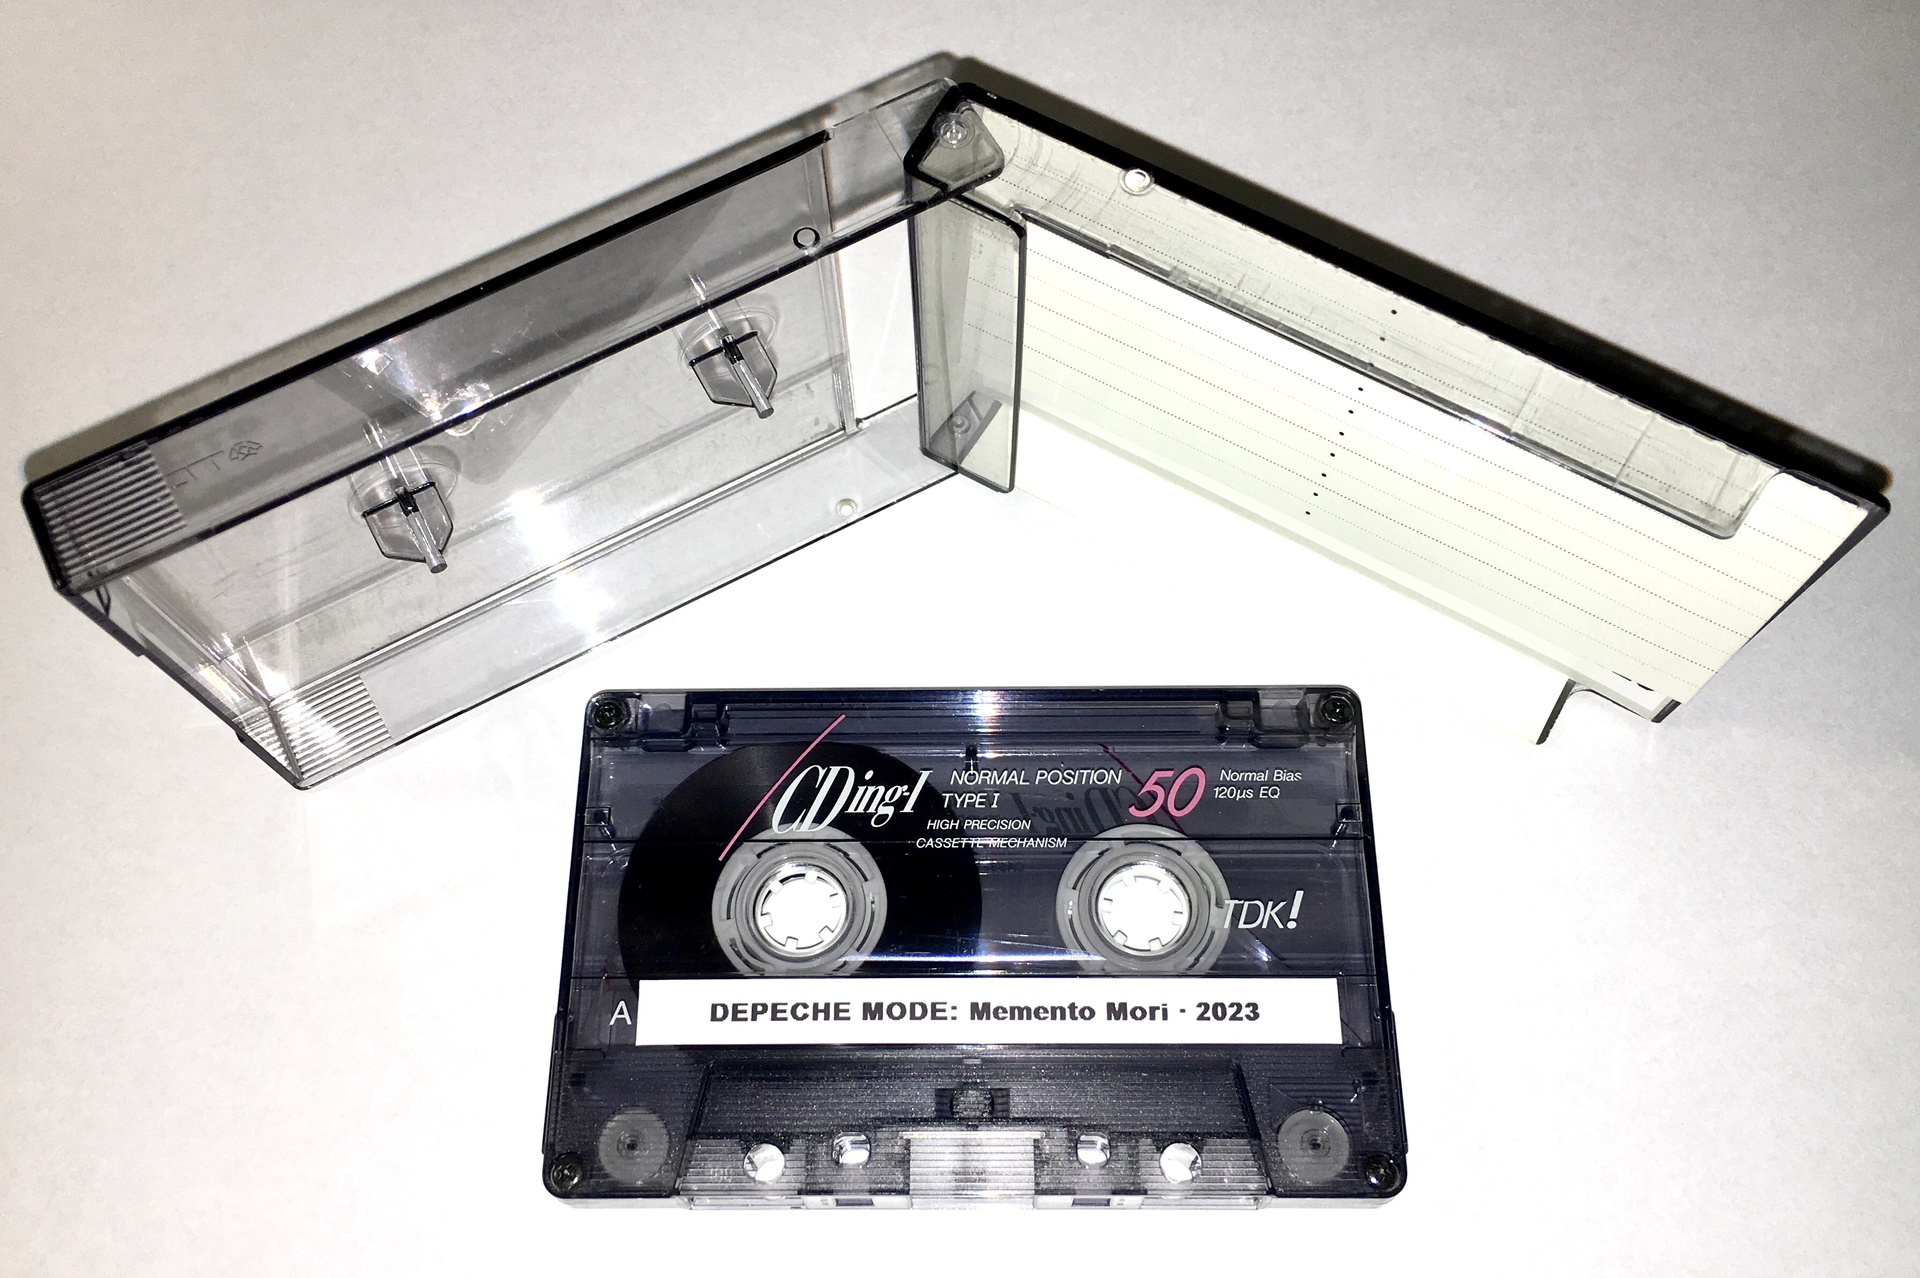 CDing-I
NORMAL POSITION
TYPE I
HIGH PRECISION
CASSETTE MECHANISM
50
Normal Bias
120µs EQ
TDK!
A
DEPECHE MODE: Memento Mori · 2023